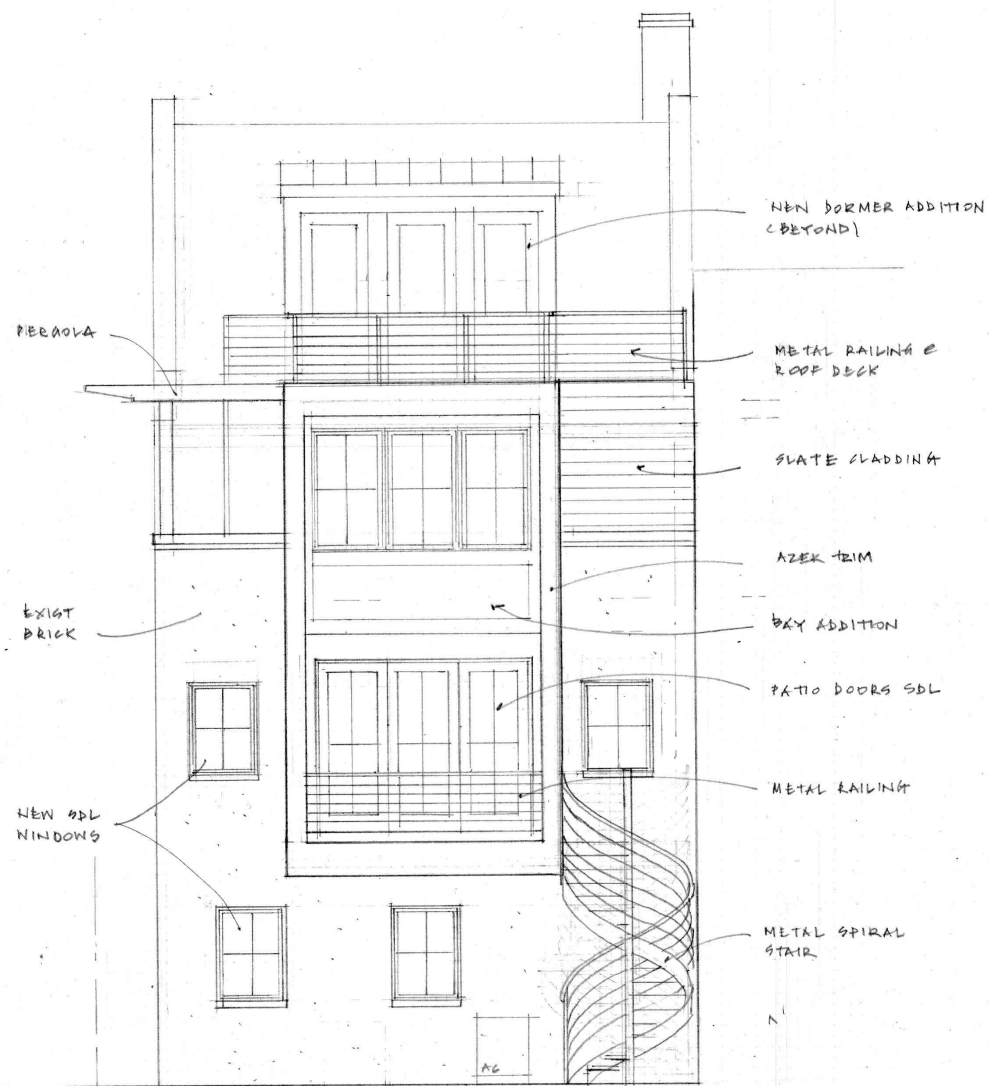 NEW DORMER ADDITION
(BEYOND)
PERGOLA
METAL RAILING @
ROOF DECK
SLATE CLADDING
AZEK TRIM
EXIST
BRICK
BAY ADDITION
PATIO DOORS SDL
METAL RAILING
NEW SDL
WINDOWS
METAL SPIRAL
STAIR